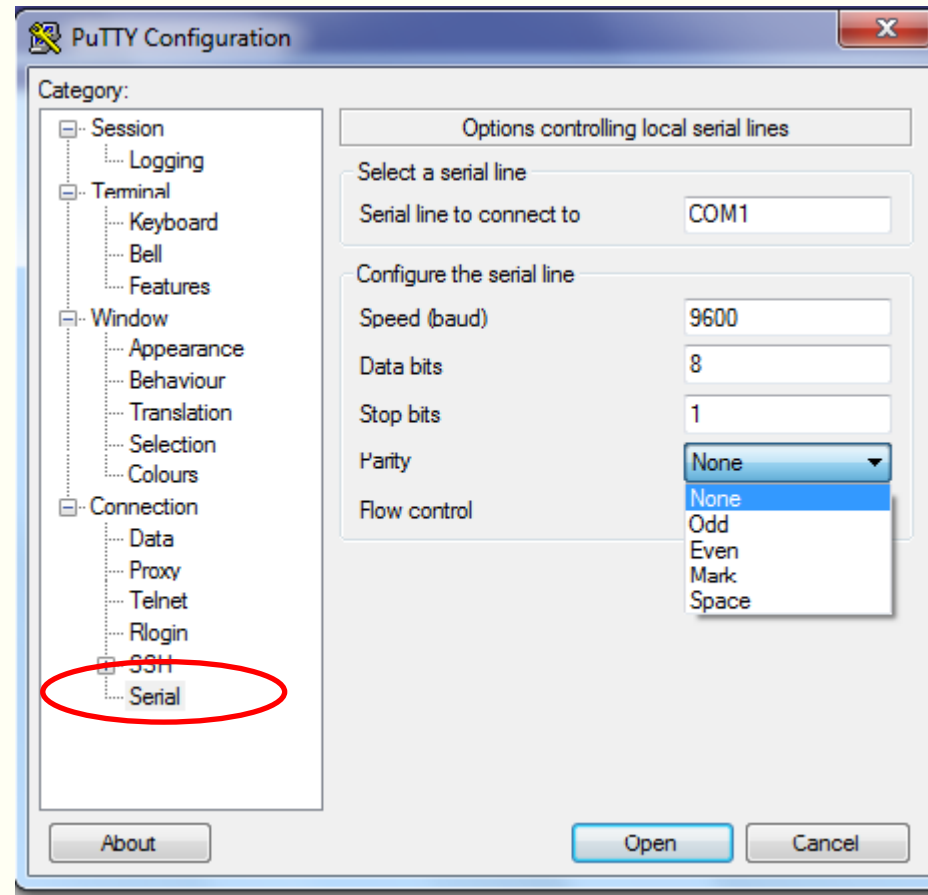 PuTTY Configuration
Category:
Session
Logging
Terminal
Keyboard
Bell
Features
Window
Appearance
Behaviour
Translation
Selection
Colours
Connection
Data
Proxy
Telnet
Rlogin
SSH
Serial
Options controlling local serial lines
Select a serial line
Serial line to connect to COM1
Configure the serial line
Speed (baud) 9600
Data bits 8
Stop bits 1
Parity None
Flow control
None
Odd
Even
Mark
Space
About Open Cancel